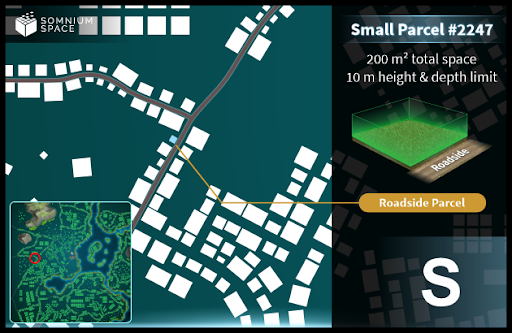 SOMNIUM
SPACE
Small Parcel #2247
200 m² total space
10 m height & depth limit
Roadside
Roadside Parcel
S